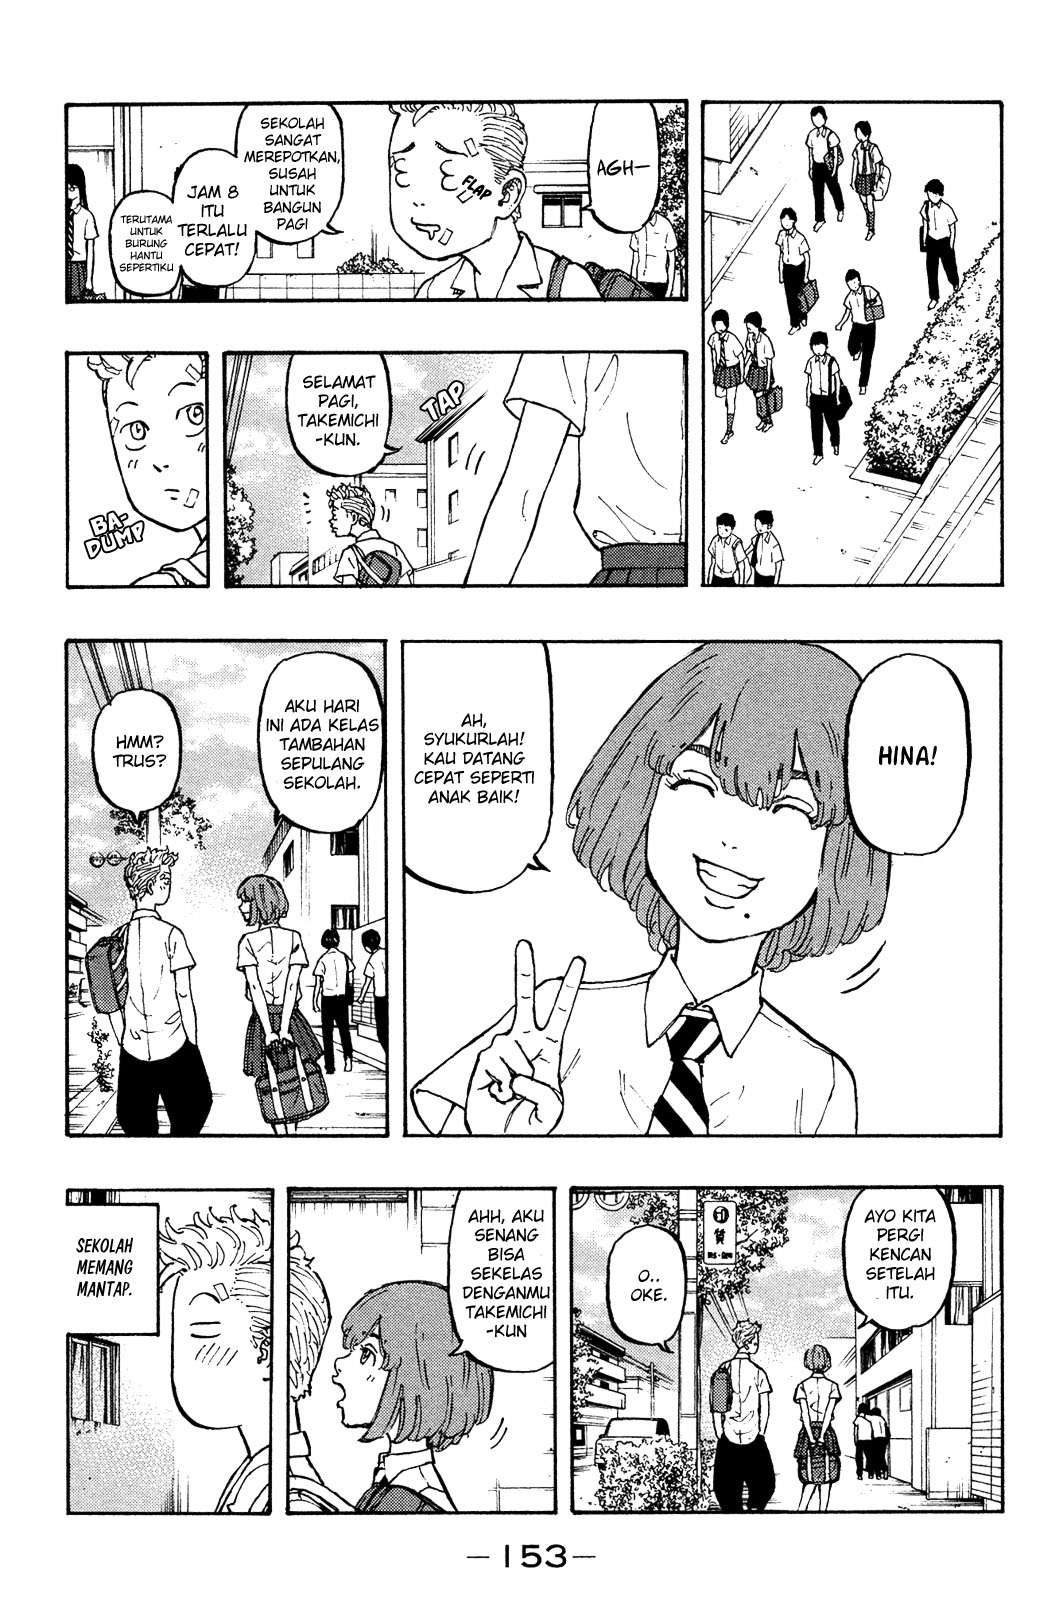 AGH—
SEKOLAH
SANGAT
MEREPOTKAN,
SUSAH
UNTUK
BANGUN
PAGI
FLAP
JAM 8
ITU
TERLALU
CEPAT!
TERUTAMA
UNTUK
BURUNG
HANTU
SEPERTIKU
TAP
SELAMAT
PAGI,
TAKEMICHI
-KUN.
BA-
DUMP
HINA!
AH,
SYUKURLAH!
KAU DATANG
CEPAT SEPERTI
ANAK BAIK!
AKU HARI
INI ADA KELAS
TAMBAHAN
SEPULANG
SEKOLAH.
HMM?
TRUS?
AYO KITA
PERGI
KENCAN
SETELAH
ITU.
質
O..
OKE.
AHH, AKU
SENANG
BISA
SEKELAS
DENGANMU
TAKEMICHI
-KUN
SEKOLAH
MEMANG
MANTAP.
—153—